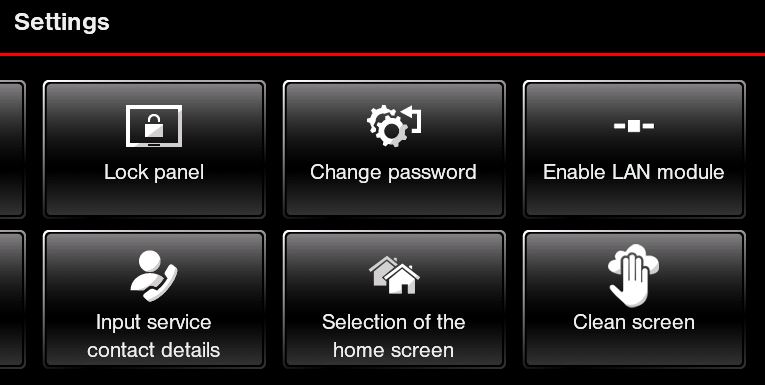 Settings
Lock panel
Change password
Enable LAN module
Input service
contact details
Selection of the
home screen
Clean screen